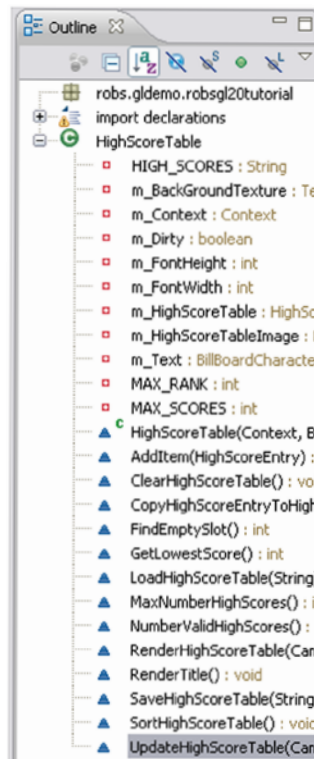 Outline
robs.gldemo.robsgl20tutorial
import declarations
HighScoreTable
HIGH_SCORES : String
m_BackGroundTexture : Te
m_Context : Context
m_Dirty : boolean
m_FontHeight : int
m_FontWidth : int
m_HighScoreTable : HighSc
m_HighScoreTableImage :
m_Text : BillBoardCharacte
MAX_RANK : int
MAX_SCORES : int
HighScoreTable(Context, B
AddItem(HighScoreEntry) :
ClearHighScoreTable() : voi
CopyHighScoreEntryToHigh
FindEmptySlot() : int
GetLowestScore() : int
LoadHighScoreTable(String
MaxNumberHighScores() : i
NumberValidHighScores() :
RenderHighScoreTable(Cam
RenderTitle() : void
SaveHighScoreTable(String
SortHighScoreTable() : void
UpdateHighScoreTable(Cam